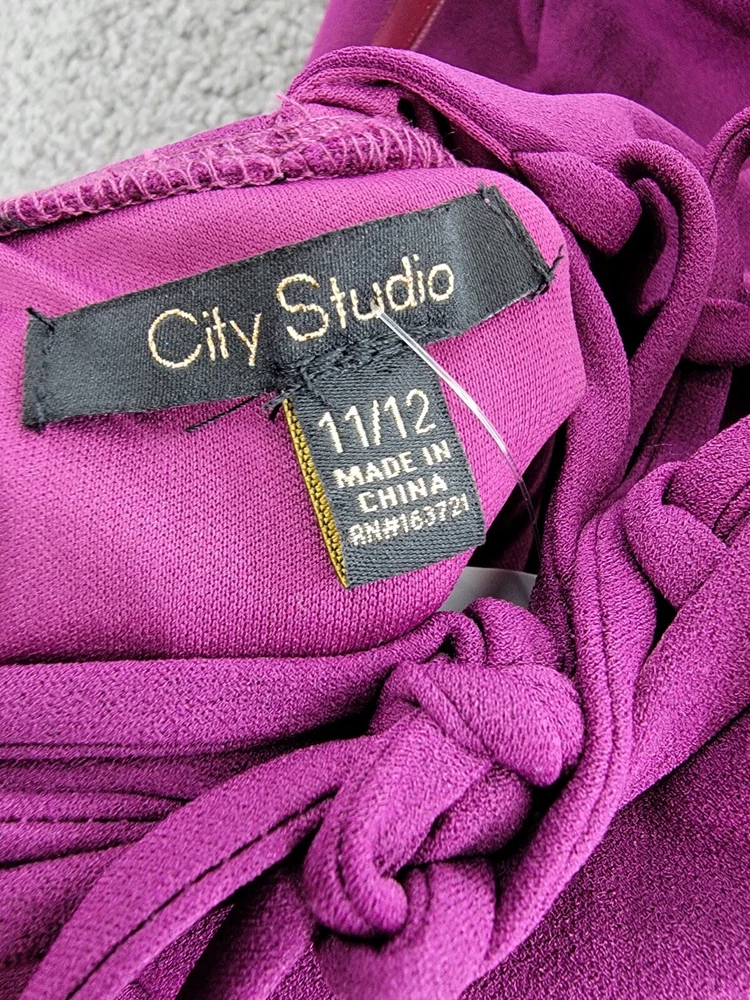 City Studio
11/12
MADE IN
CHINA
RN#163721